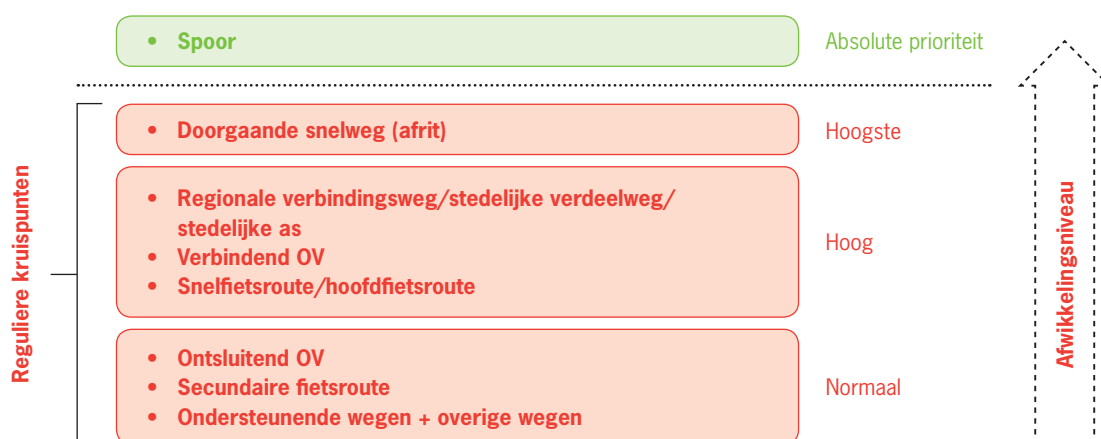 • Spoor
Absolute prioriteit
Reguliere kruispunten
• Doorgaande snelweg (afrit)
Hoogste
• Regionale verbindingsweg/stedelijke verdeelweg/
stedelijke as
• Verbindend OV
• Snelfietsroute/hoofdfietsroute
Hoog
• Ontsluitend OV
• Secundaire fietsroute
• Ondersteunende wegen + overige wegen
Normaal
Afwikkelingsniveau